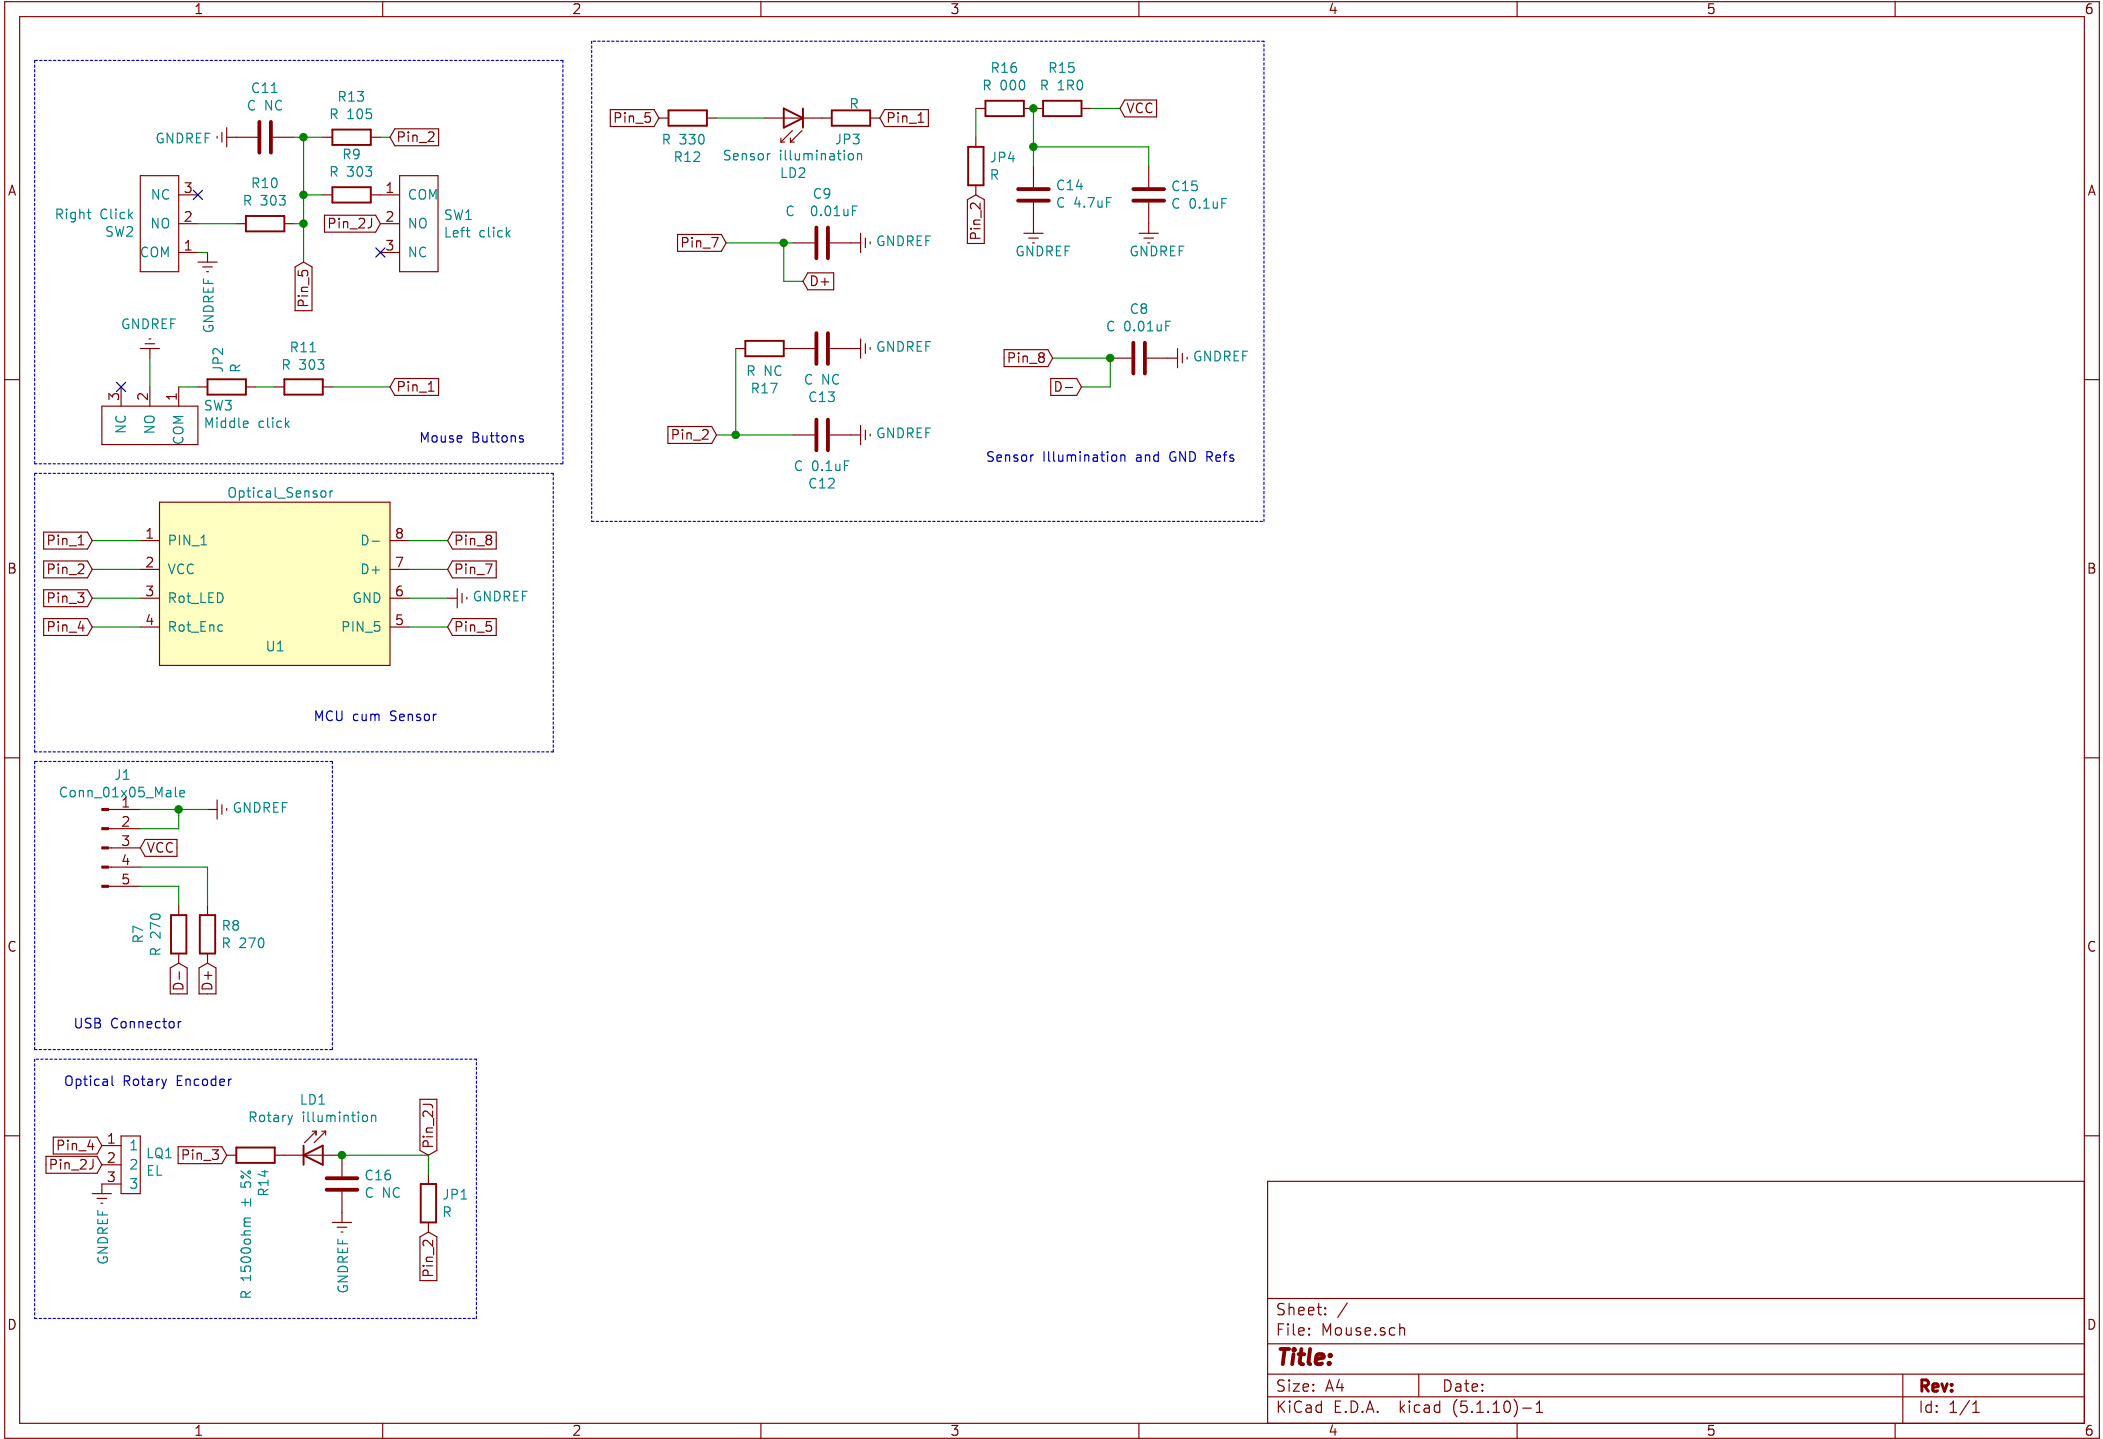 1 2 3 4 5 6
A
B
C
D
A
B
C
D
1 2 3 4 5 6
C11
C NC
R13
R 105
GNDREF
Pin_2
R9
R 303
R10
R 303
NC 3
NO 2
COM 1
Right Click
SW2
Pin_2J
1 COM
2 NO
3 NC
SW1
Left click
GNDREF
Pin_5
GNDREF
JP2
R
R11
R 303
Pin_1
3 2 1
NC NO COM
SW3
Middle click
Mouse Buttons
Pin_5
R 330
R12
Sensor illumination
LD2
R
JP3
Pin_1
R16
R 000
R15
R 1R0
VCC
JP4
R
Pin_2
C14
C 4.7uF
GNDREF
C15
C 0.1uF
GNDREF
C9
C 0.01uF
Pin_7
GNDREF
D+
C8
C 0.01uF
Pin_8
GNDREF
D-
R NC
R17
C NC
C13
GNDREF
Pin_2
GNDREF
C 0.1uF
C12
Sensor Illumination and GND Refs
Optical_Sensor
Pin_1 1 PIN_1 D- 8 Pin_8
Pin_2 2 VCC D+ 7 Pin_7
Pin_3 3 Rot_LED GND 6 GNDREF
Pin_4 4 Rot_Enc PIN_5 5 Pin_5
U1
MCU cum Sensor
J1
Conn_01x05_Male
1 GNDREF
2
3 VCC
4
5
R7
R 270
R8
R 270
D-
D+
USB Connector
Optical Rotary Encoder
LD1
Rotary illumintion
Pin_2J
Pin_4 1 1
Pin_2J 2 2
3 3
LQ1
EL
GNDREF
Pin_3
R14
R 1500ohm ± 5%
C16
C NC
GNDREF
JP1
R
Pin_2
Sheet: /
File: Mouse.sch
Title:
Size: A4 Date: Rev:
KiCad E.D.A. kicad (5.1.10)-1 Id: 1/1